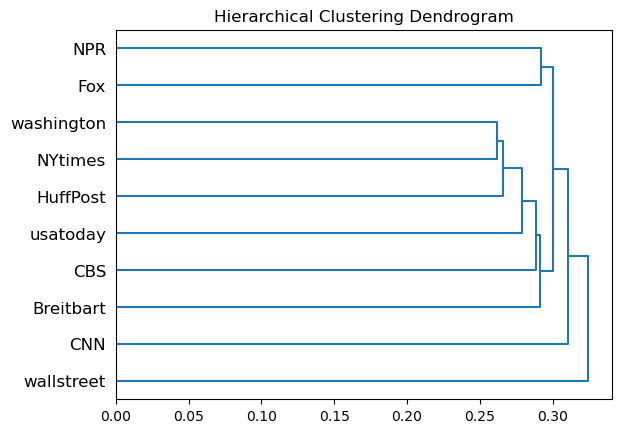 Hierarchical Clustering Dendrogram
NPR
Fox
washington
NYtimes
HuffPost
usatoday
CBS
Breitbart
CNN
wallstreet
0.00 0.05 0.10 0.15 0.20 0.25 0.30